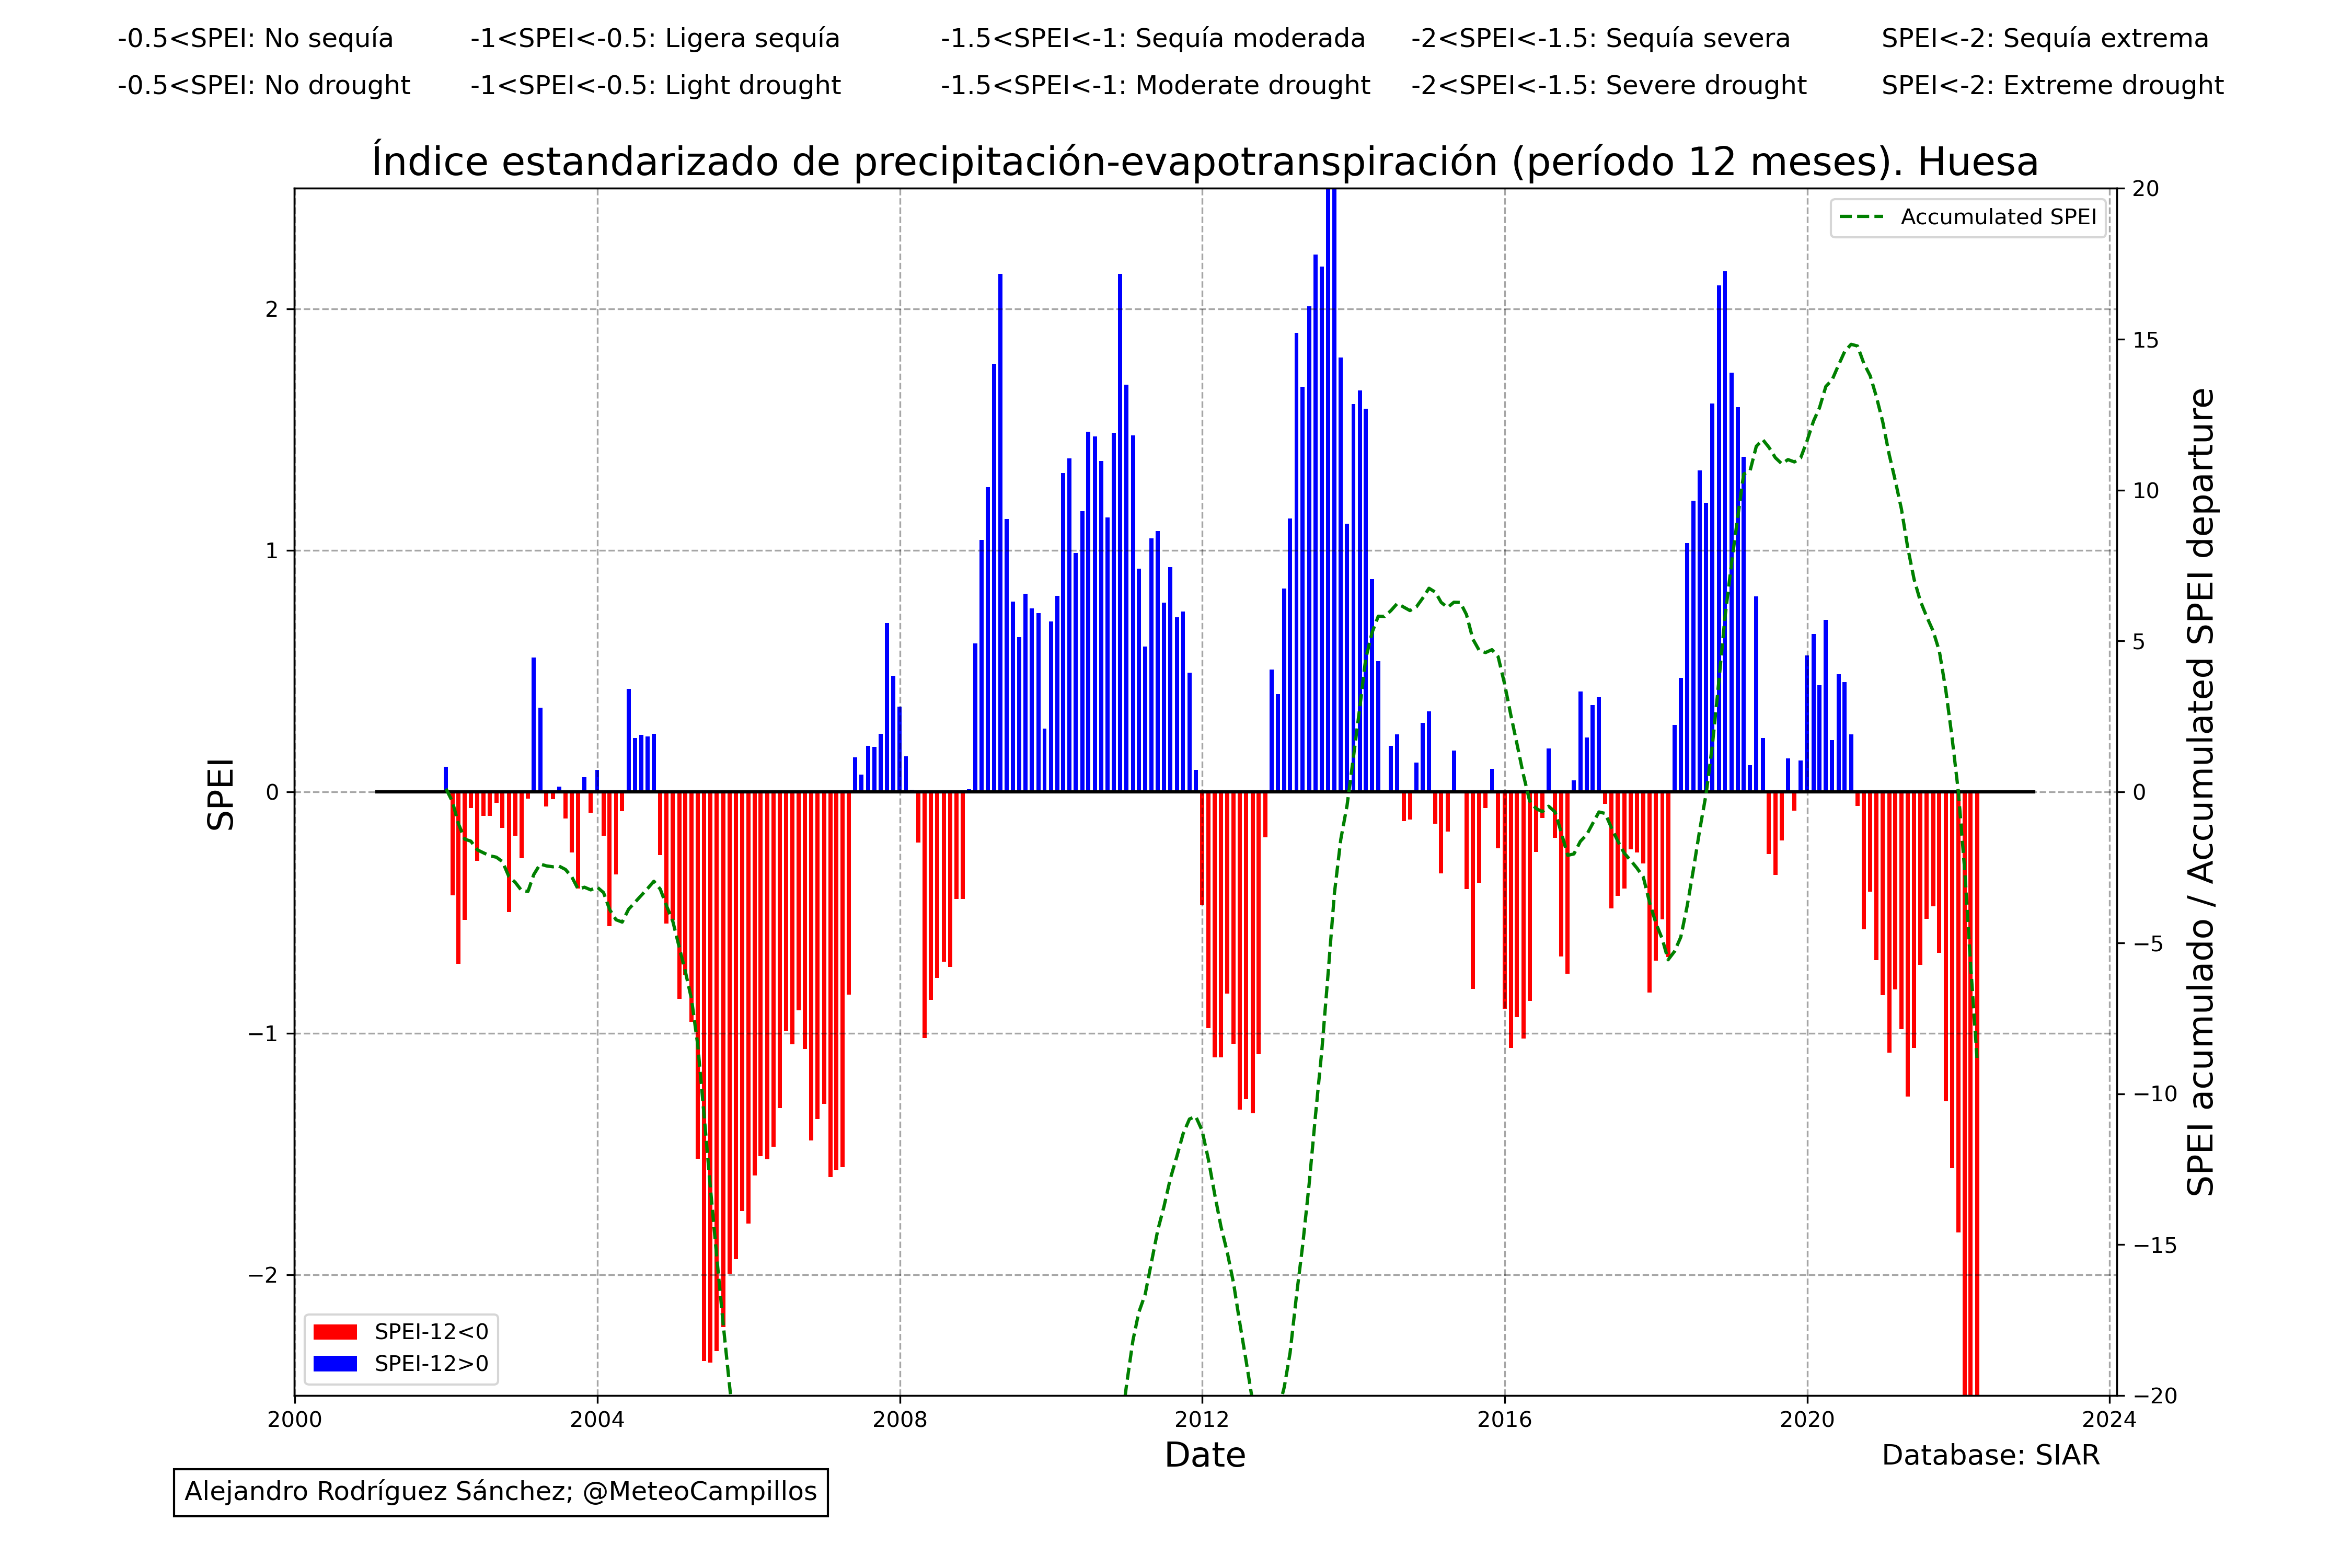 -0.5<SPEI: No sequía -1<SPEI<-0.5: Ligera sequía -1.5<SPEI<-1: Sequía moderada -2<SPEI<-1.5: Sequía severa SPEI<-2: Sequía extrema
-0.5<SPEI: No drought -1<SPEI<-0.5: Light drought -1.5<SPEI<-1: Moderate drought -2<SPEI<-1.5: Severe drought SPEI<-2: Extreme drought
Índice estandarizado de precipitación-evapotranspiración (período 12 meses). Huesa
SPEI
2
1
0
−1
−2
Accumulated SPEI
20
15
10
5
0
−5
−10
−15
−20
SPEI acumulado / Accumulated SPEI departure
SPEI-12<0
SPEI-12>0
2000 2004 2008 2012 2016 2020 2024
Date
Database: SIAR
Alejandro Rodríguez Sánchez; @MeteoCampillos